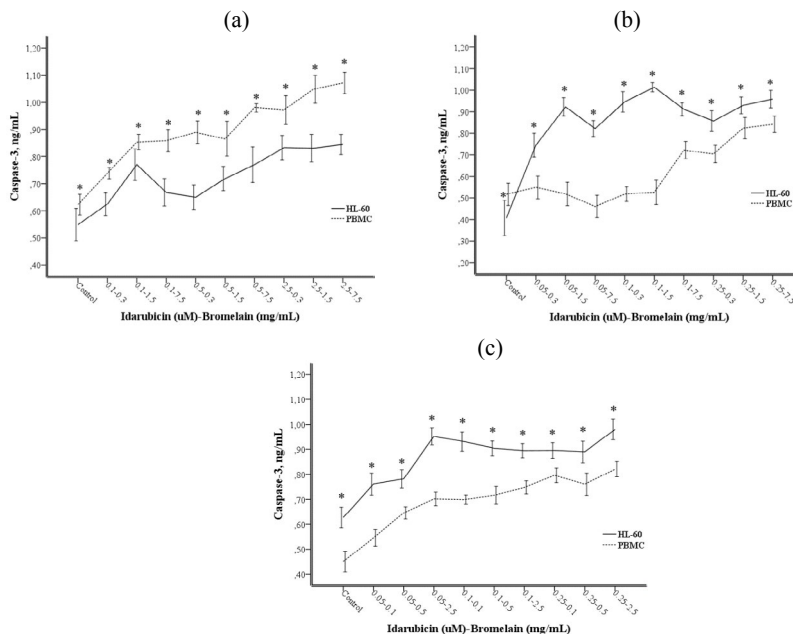 (a)
1,20
1,10
1,00
,90
,80
,70
,60
,50
,40
Caspase-3, ng/mL
* * * * * * * * * *
HL-60
PBMC
Control
0.1-0.3
0.1-1.5
0.1-7.5
0.5-0.3
0.5-1.5
0.5-7.5
2.5-0.3
2.5-1.5
2.5-7.5
Idarubicin (uM)-Bromelain (mg/mL)
(b)
1,20
1,10
1,00
,90
,80
,70
,60
,50
,40
,30
,20
Caspase-3, ng/mL
* * * * * * * * * *
HL-60
PBMC
Control
0.05-0.3
0.05-1.5
0.05-7.5
0.1-0.3
0.1-1.5
0.1-7.5
0.25-0.3
0.25-1.5
0.25-7.5
Idarubicin (uM)-Bromelain (mg/mL)
(c)
1,20
1,10
1,00
,90
,80
,70
,60
,50
,40
Caspase-3, ng/mL
* * * * * * * * * *
HL-60
PBMC
Control
0.05-0.1
0.05-0.5
0.05-2.5
0.1-0.1
0.1-0.5
0.1-2.5
0.25-0.1
0.25-0.5
0.25-2.5
Idarubicin (uM)-Bromelain (mg/mL)